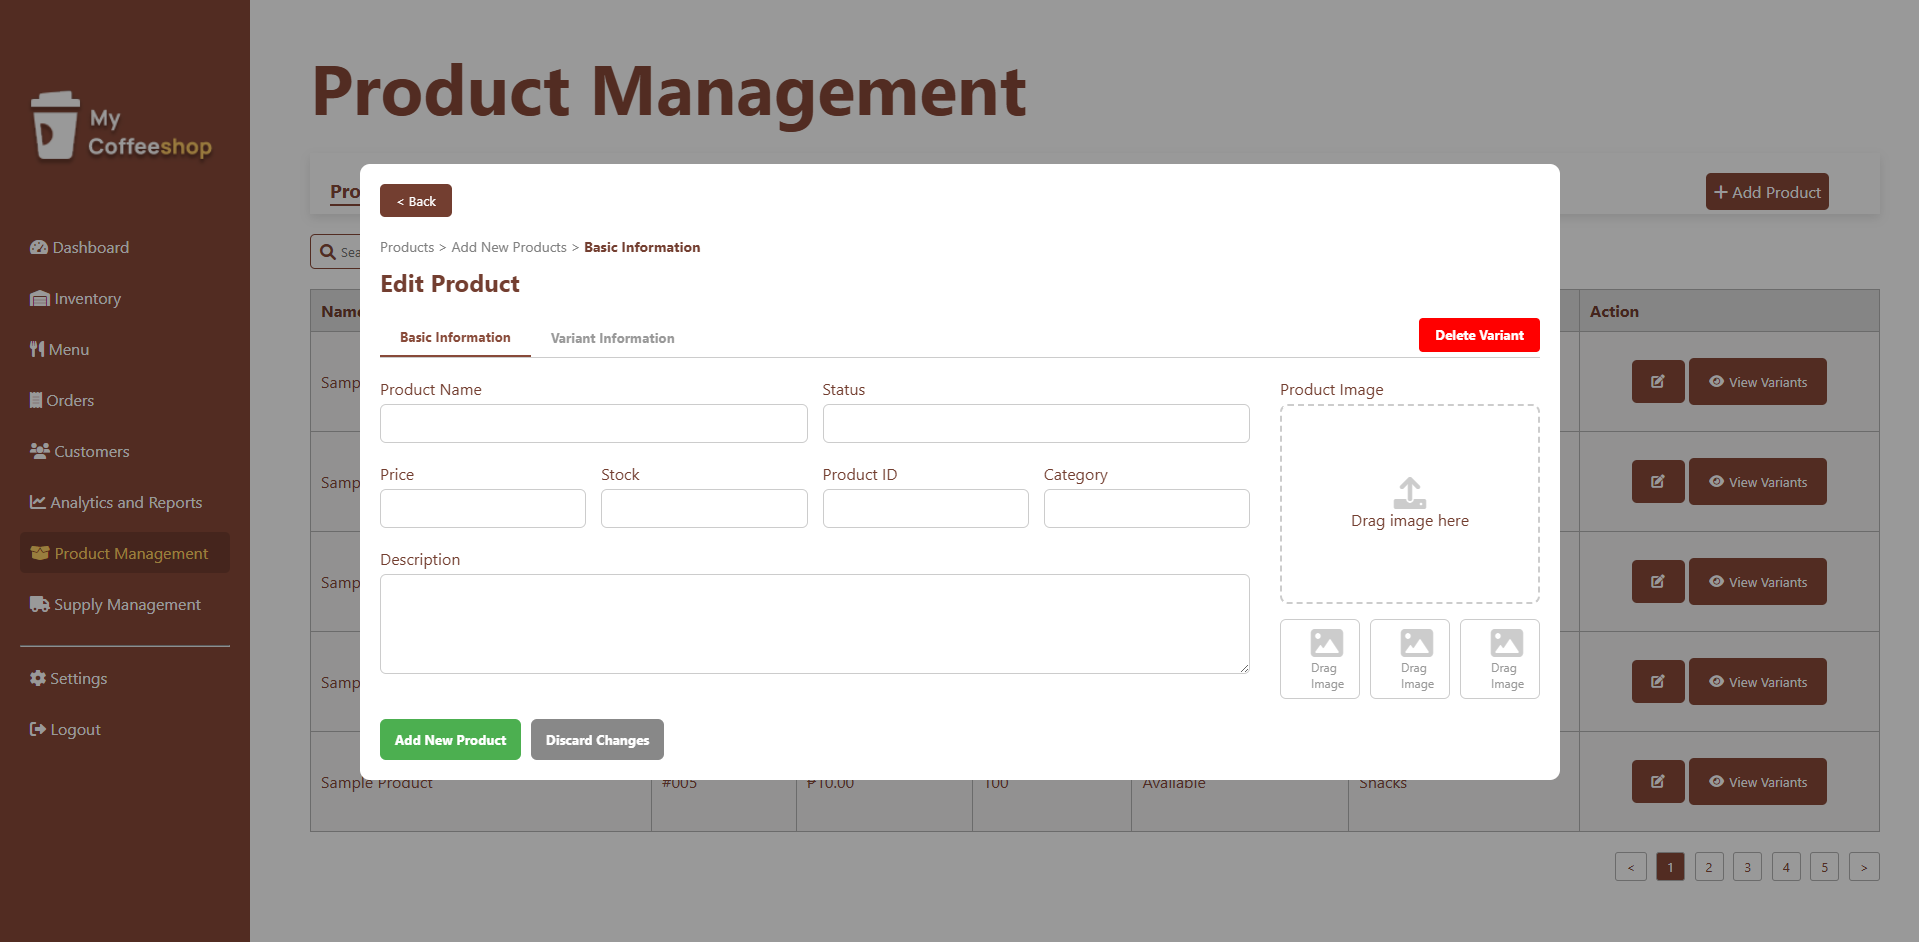 My
Coffeeshop
Dashboard
Inventory
Menu
Orders
Customers
Analytics and Reports
Product Management
Supply Management
Settings
Logout
Product Management
Pro
+ Add Product
Sea
Name
Action
Samp
View Variants
Samp
View Variants
Samp
View Variants
Samp
View Variants
Sample Product #005 ₱10.00 100 Available Snacks
View Variants
< 1 2 3 4 5 >
< Back
Products > Add New Products > Basic Information
Edit Product
Basic Information Variant Information Delete Variant
Product Name Status Product Image
Drag image here
Price Stock Product ID Category
Description
Drag
Image
Drag
Image
Drag
Image
Add New Product Discard Changes